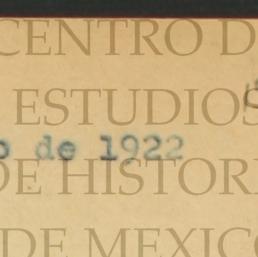 CENTRO D
ESTUDIOS
o de 1922
DE HISTOR
DE MEXICO